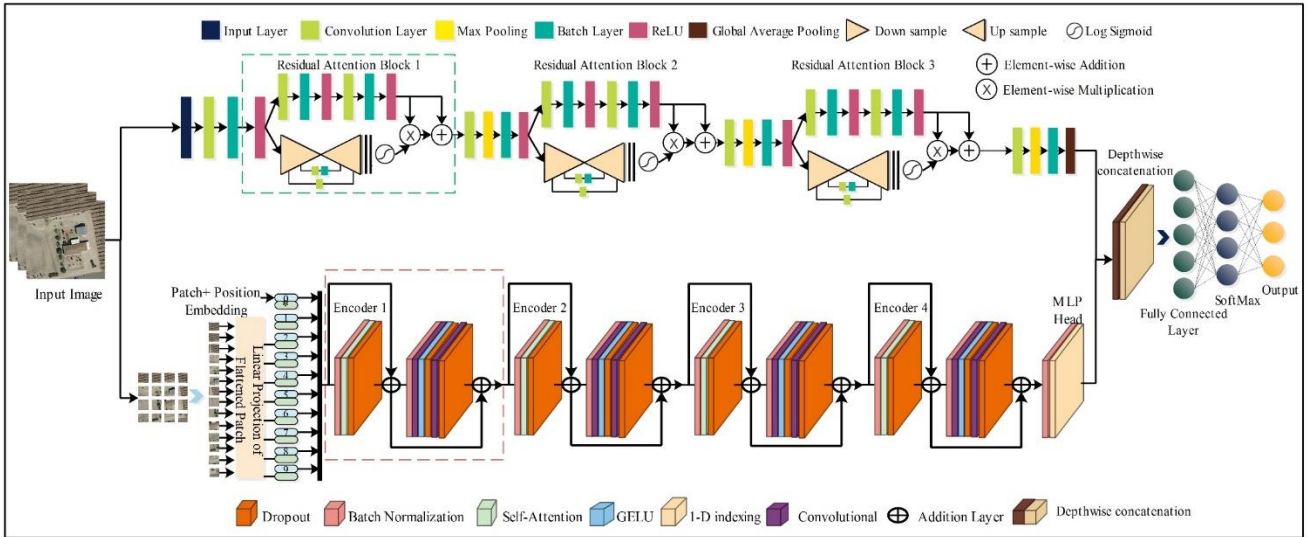 Input Layer
Convolution Layer
Max Pooling
Batch Layer
ReLU
Global Average Pooling
Down sample
Up sample
Log Sigmoid
Residual Attention Block 1
Residual Attention Block 2
Residual Attention Block 3
+ Element-wise Addition
X Element-wise Multiplication
X
+
X
+
X
+
Depthwise
concatenation
Input Image
Patch+ Position
Embedding
Linear Projection of
Flattened Patch
0
1
3
4
5
6
7
8
9
Encoder 1
Encoder 2
Encoder 3
Encoder 4
MLP
Head
Fully Connected
Layer
SoftMax
Output
Dropout
Batch Normalization
Self-Attention
GELU
1-D indexing
Convolutional
Addition Layer
Depthwise concatenation